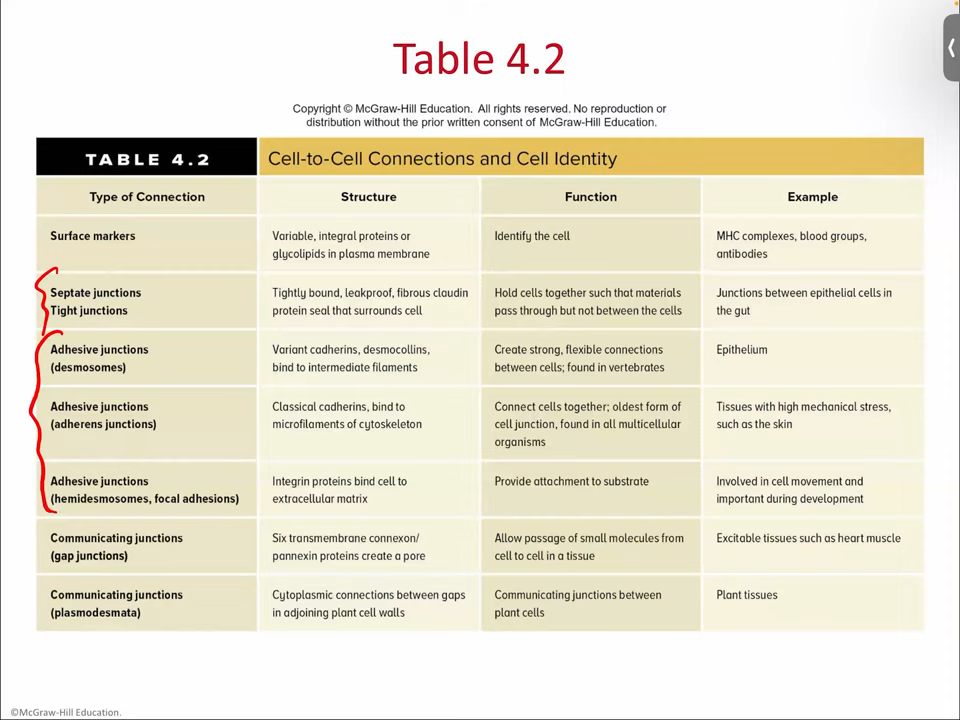 Table 4.2
Copyright © McGraw-Hill Education. All rights reserved. No reproduction or
distribution without the prior written consent of McGraw-Hill Education.
TABLE 4.2 Cell-to-Cell Connections and Cell Identity
Type of Connection Structure Function Example
Surface markers Variable, integral proteins or Identify the cell MHC complexes, blood groups,
glycolipids in plasma membrane antibodies
Septate junctions Tightly bound, leakproof, fibrous claudin Hold cells together such that materials Junctions between epithelial cells in
Tight junctions protein seal that surrounds cell pass through but not between the cells the gut
Adhesive junctions Variant cadherins, desmocollins, Create strong, flexible connections Epithelium
(desmosomes) bind to intermediate filaments between cells; found in vertebrates
Adhesive junctions Classical cadherins, bind to Connect cells together; oldest form of Tissues with high mechanical stress,
(adherens junctions) microfilaments of cytoskeleton cell junction, found in all multicellular such as the skin
organisms
Adhesive junctions Integrin proteins bind cell to Provide attachment to substrate Involved in cell movement and
(hemidesmosomes, focal adhesions) extracellular matrix important during development
Communicating junctions Six transmembrane connexon/ Allow passage of small molecules from Excitable tissues such as heart muscle
(gap junctions) pannexin proteins create a pore cell to cell in a tissue
Communicating junctions Cytoplasmic connections between gaps Communicating junctions between Plant tissues
(plasmodesmata) in adjoining plant cell walls plant cells
©McGraw-Hill Education.